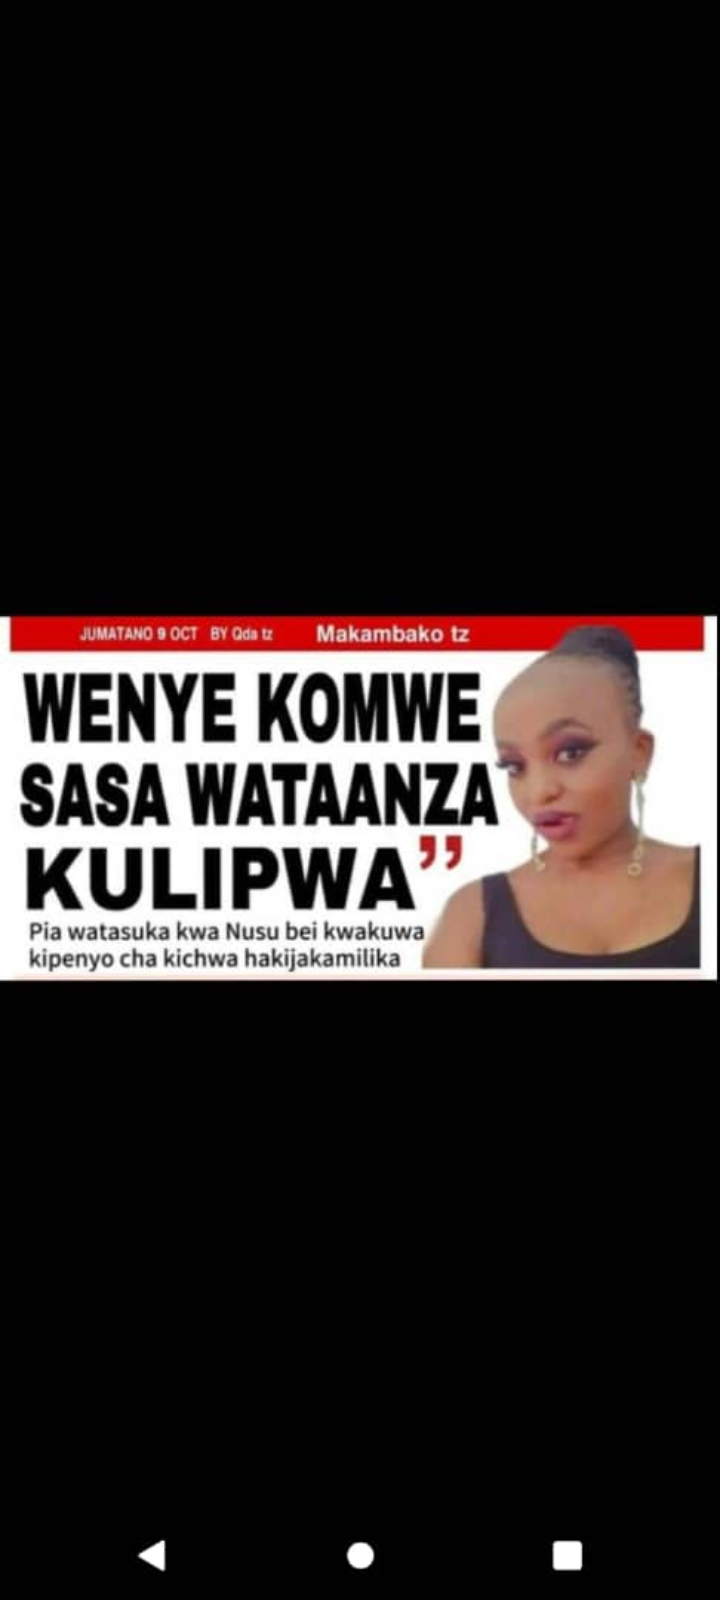 JUMATANO 9 OCT BY Qda tz Makambako tz
WENYE KOMWE
SASA WATAANZA
KULIPWA”
Pia watasuka kwa Nusu bei kwakuwa
kipenyo cha kichwa hakijakamilika